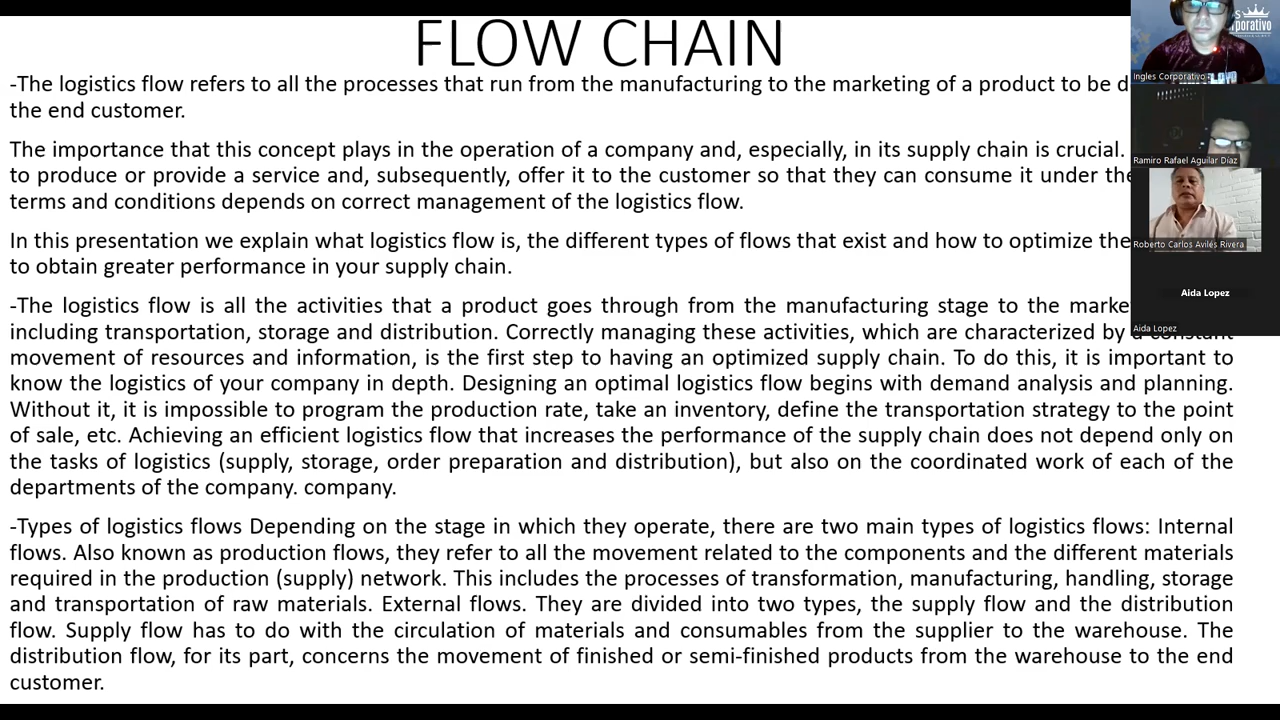 FLOW CHAIN
-The logistics flow refers to all the processes that run from the manufacturing to the marketing of a product to be
the end customer.
The importance that this concept plays in the operation of a company and, especially, in its supply chain is crucial.
to produce or provide a service and, subsequently, offer it to the customer so that they can consume it under the
terms and conditions depends on correct management of the logistics flow.
In this presentation we explain what logistics flow is, the different types of flows that exist and how to optimize
to obtain greater performance in your supply chain.
-The logistics flow is all the activities that a product goes through from the manufacturing stage to the
including transportation, storage and distribution. Correctly managing these activities, which are characterized by a constant
movement of resources and information, is the first step to having an optimized supply chain. To do this, it is important to
know the logistics of your company in depth. Designing an optimal logistics flow begins with demand analysis and planning.
Without it, it is impossible to program the production rate, take an inventory, define the transportation strategy to the point
of sale, etc. Achieving an efficient logistics flow that increases the performance of the supply chain does not depend only on
the tasks of logistics (supply, storage, order preparation and distribution), but also on the coordinated work of each of the
departments of the company. company.
-Types of logistics flows Depending on the stage in which they operate, there are two main types of logistics flows: Internal
flows. Also known as production flows, they refer to all the movement related to the components and the different materials
required in the production (supply) network. This includes the processes of transformation, manufacturing, handling, storage
and transportation of raw materials. External flows. They are divided into two types, the supply flow and the distribution
flow. Supply flow has to do with the circulation of materials and consumables from the supplier to the warehouse. The
distribution flow, for its part, concerns the movement of finished or semi-finished products from the warehouse to the end
customer.
Ingles Corporativo
Ramiro Rafael Aguilar Díaz
Roberto Carlos Avilés Rivera
Aida Lopez
Aida Lopez